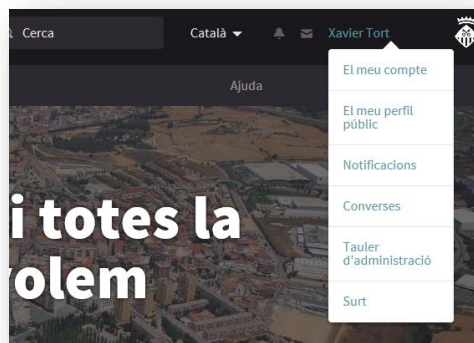 Cerca
Català
Xavier Tort
Ajuda
El meu compte
El meu perfil
públic
Notificacions
Converses
Tauler
d'administració
Surt
i totes la
volem